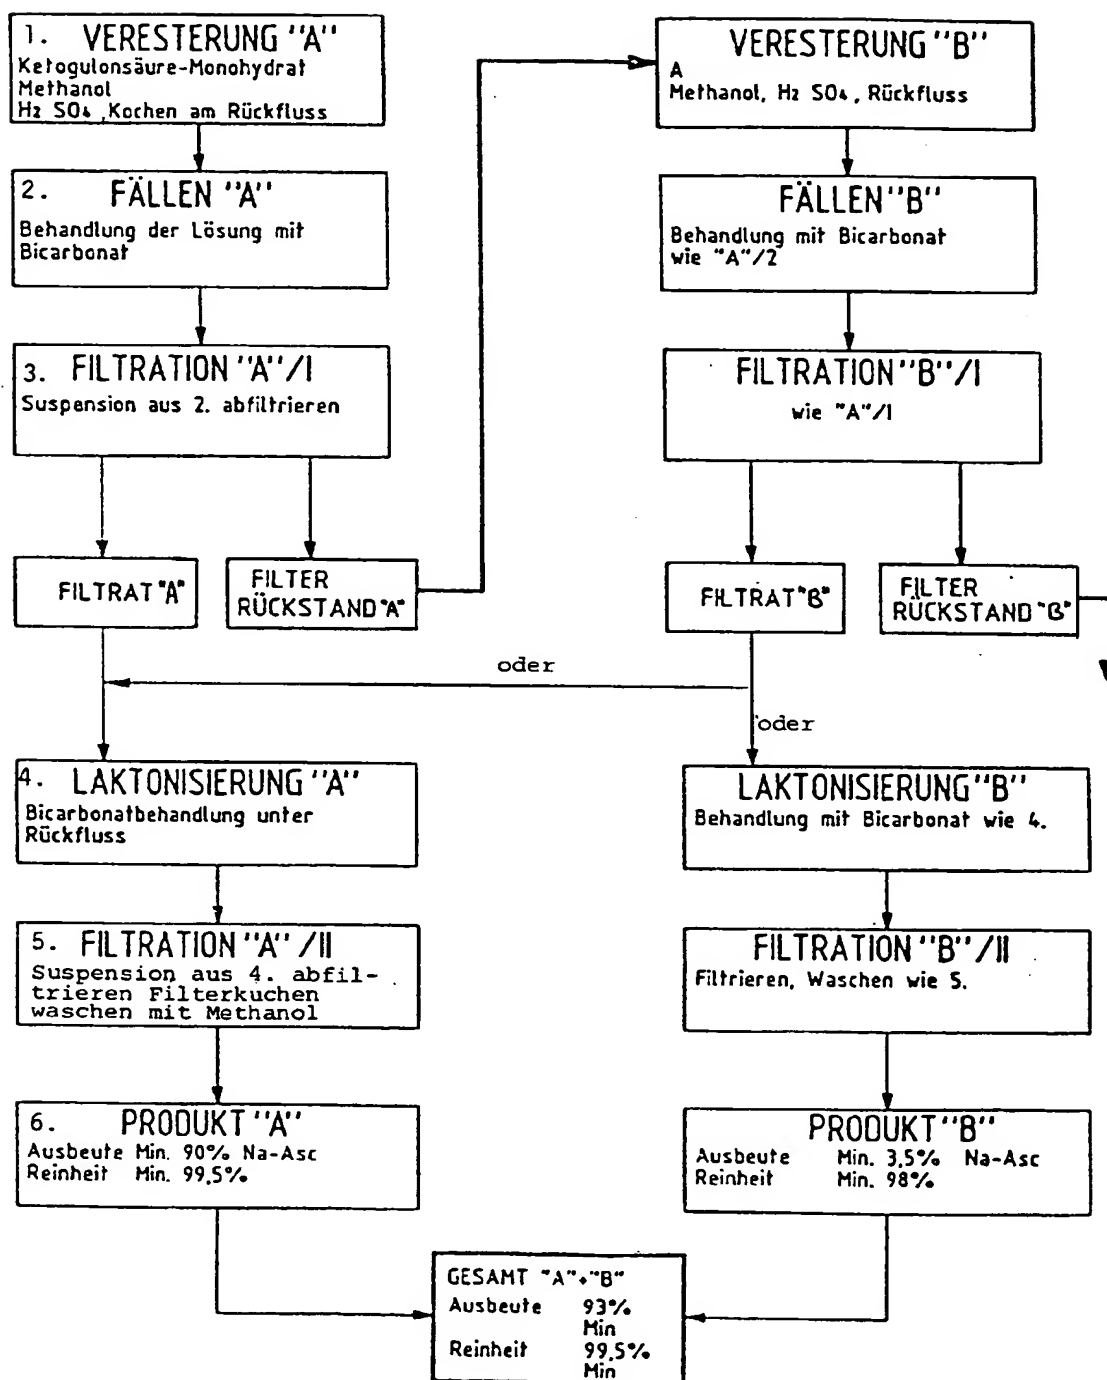 1. VERESTERUNG "A"
Ketogulonsäure-Monohydrat
Methanol
H2 SO4 ,Kochen am Rückfluss
2. FÄLLEN "A"
Behandlung der Lösung mit
Bicarbonat
3. FILTRATION "A"/I
Suspension aus 2. abfiltrieren
FILTRAT "A"
FILTER
RÜCKSTAND "A"
VERESTERUNG "B"
A
Methanol, H2 SO4 , Rückfluss
FÄLLEN "B"
Behandlung mit Bicarbonat
wie "A"/2
FILTRATION "B"/I
wie "A"/I
FILTRAT "B"
FILTER
RÜCKSTAND "B"
oder
oder
4. LAKTONISIERUNG "A"
Bicarbonatbehandlung unter
Rückfluss
5. FILTRATION "A" /II
Suspension aus 4. abfil-
trieren Filterkuchen
waschen mit Methanol
6. PRODUKT "A"
Ausbeute Min. 90% Na-Asc
Reinheit Min. 99,5%
LAKTONISIERUNG "B"
Behandlung mit Bicarbonat wie 4.
FILTRATION "B"/II
Filtrieren, Waschen wie 5.
PRODUKT "B"
Ausbeute Min. 3,5% Na-Asc
Reinheit Min. 98%
GESAMT "A"+"B"
Ausbeute 93%
Min
Reinheit 99,5%
Min